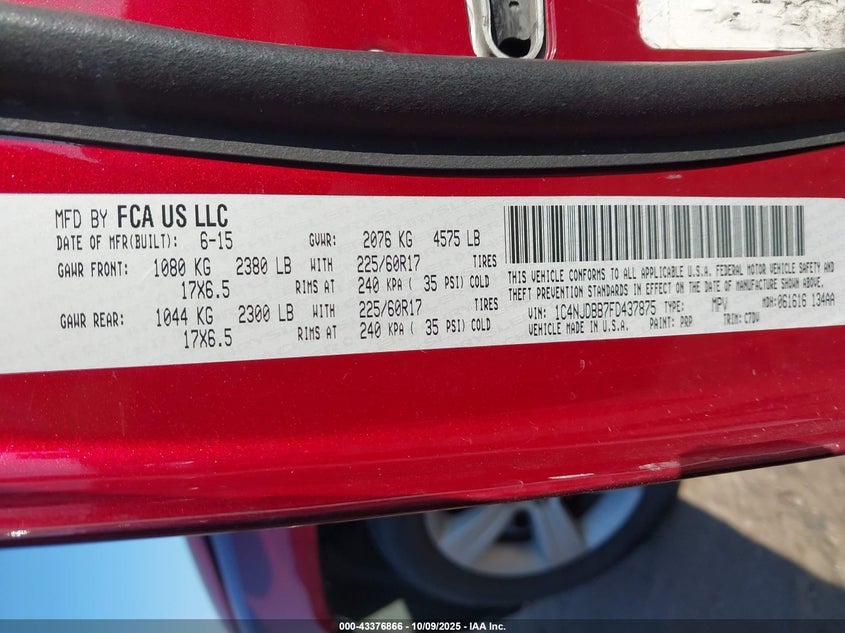 MFD BY FCA US LLC
DATE OF MFR(BUILT): 6-15 GVWR: 2076 KG 4575 LB
GAWR FRONT: 1080 KG 2380 LB WITH 225/60R17 TIRES
17X6.5 RIMS AT 240 KPA ( 35 PSI) COLD
GAWR REAR: 1044 KG 2300 LB WITH 225/60R17 TIRES
17X6.5 RIMS AT 240 KPA ( 35 PSI) COLD
THIS VEHICLE CONFORMS TO ALL APPLICABLE U.S.A. FEDERAL MOTOR VEHICLE SAFETY AND
THEFT PREVENTION STANDARDS IN EFFECT ON THE DATE OF MANUFACTURE SHOWN ABOVE.
VIN: 1C4NJDBB7FD437875 TYPE: MPV MDH: 061616 134AA
VEHICLE MADE IN U.S.A. PAINT: PRP TRIM: C7DV
000-43376866 - 10/09/2025 - IAA Inc.